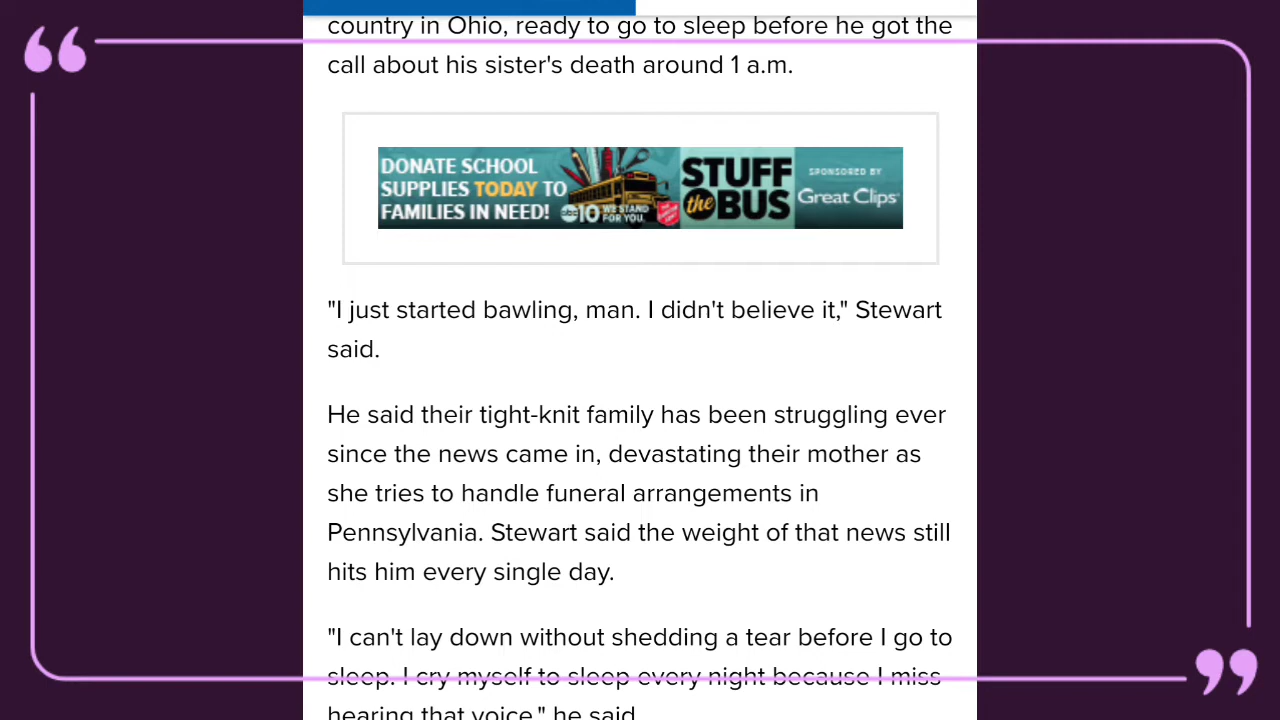 country in Ohio, ready to go to sleep before he got the
call about his sister's death around 1 a.m.
DONATE SCHOOL
SUPPLIES TODAY TO
FAMILIES IN NEED!
abc10
WE STAND
FOR YOU.
STUFF
the BUS
SPONSORED BY
Great Clips
"I just started bawling, man. I didn't believe it," Stewart
said.
He said their tight-knit family has been struggling ever
since the news came in, devastating their mother as
she tries to handle funeral arrangements in
Pennsylvania. Stewart said the weight of that news still
hits him every single day.
"I can't lay down without shedding a tear before I go to
sleep. I cry myself to sleep every night because I miss
hearing that voice," he said.